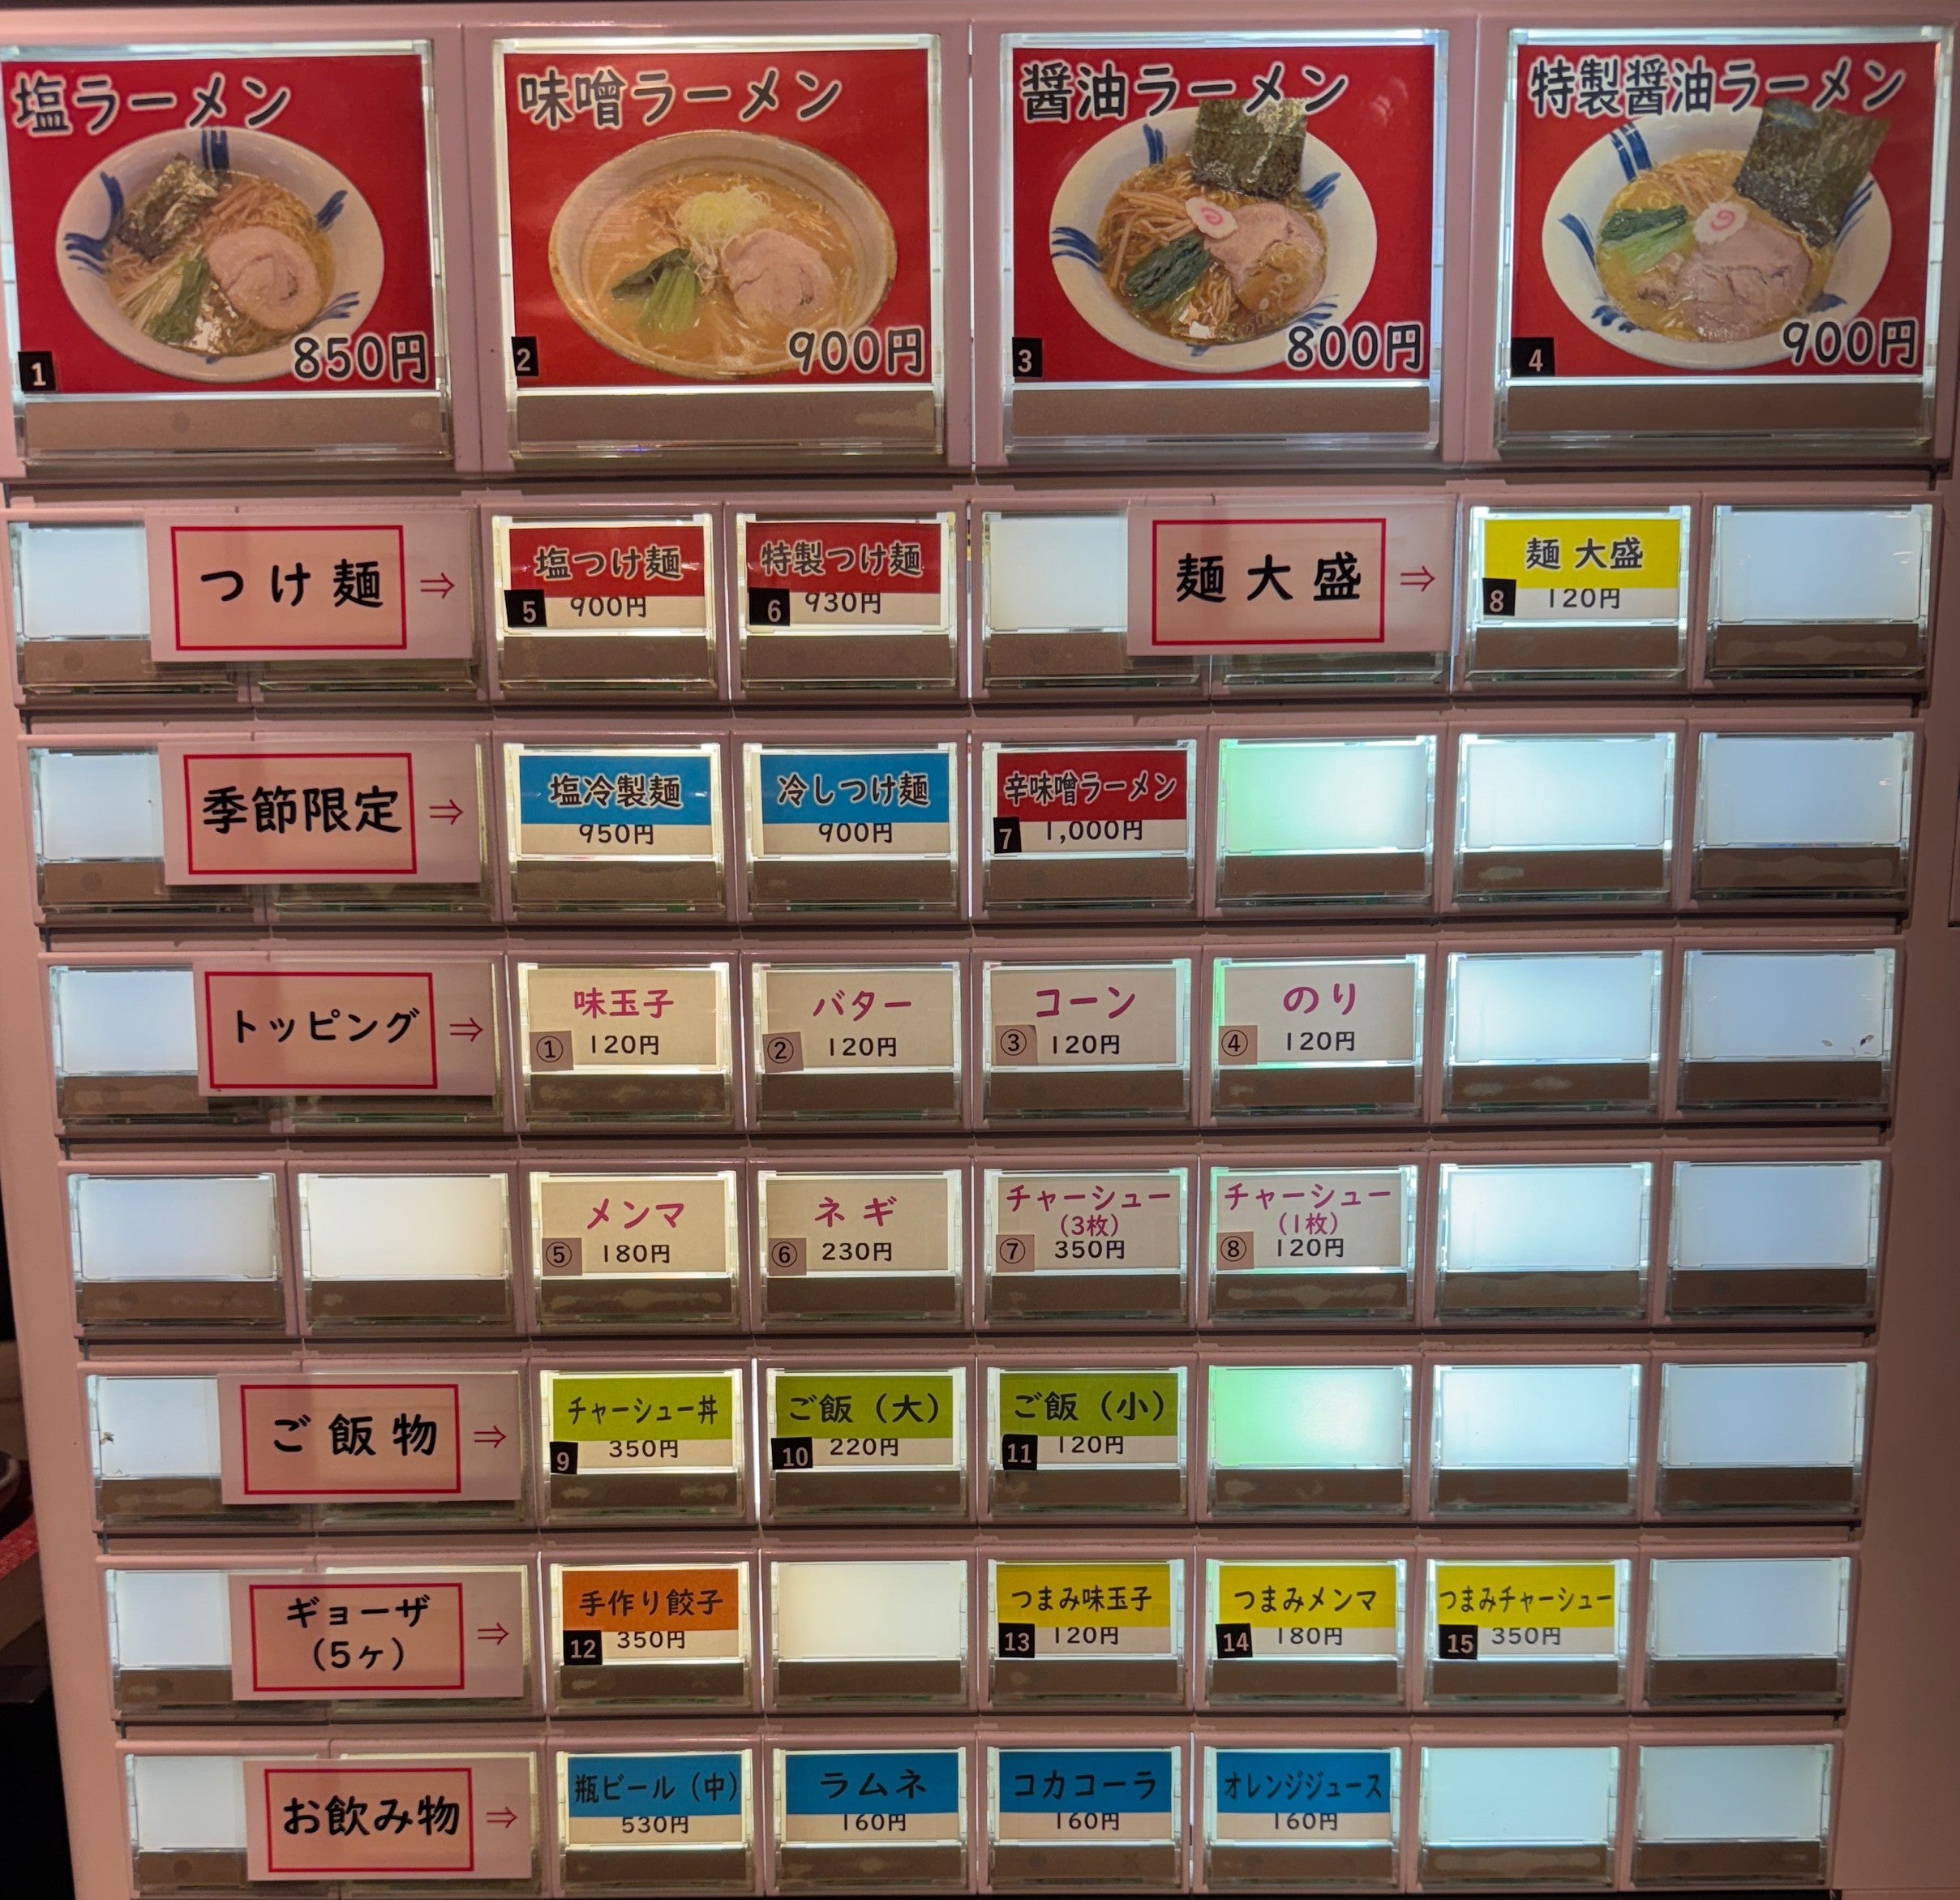 塩ラーメン
1
850円
味噌ラーメン
2
900円
醤油ラーメン
3
800円
特製醤油ラーメン
4
900円
つけ麺 ⇒
塩つけ麺
5
900円
特製つけ麺
6
930円
麺大盛 ⇒
麺 大盛
8
120円
季節限定 ⇒
塩冷製麺
950円
冷しつけ麺
900円
辛味噌ラーメン
7
1,000円
トッピング ⇒
味玉子
① 120円
バター
② 120円
コーン
③ 120円
のり
④ 120円
メンマ
⑤ 180円
ネギ
⑥ 230円
チャーシュー
(3枚)
⑦ 350円
チャーシュー
(1枚)
⑧ 120円
ご飯物 ⇒
チャーシュー丼
9
350円
ご飯（大）
10
220円
ご飯（小）
11
120円
ギョーザ
(5ヶ) ⇒
手作り餃子
12
350円
つまみ味玉子
13
120円
つまみメンマ
14
180円
つまみチャーシュー
15
350円
お飲み物 ⇒
瓶ビール（中）
530円
ラムネ
160円
コカコーラ
160円
オレンジジュース
160円